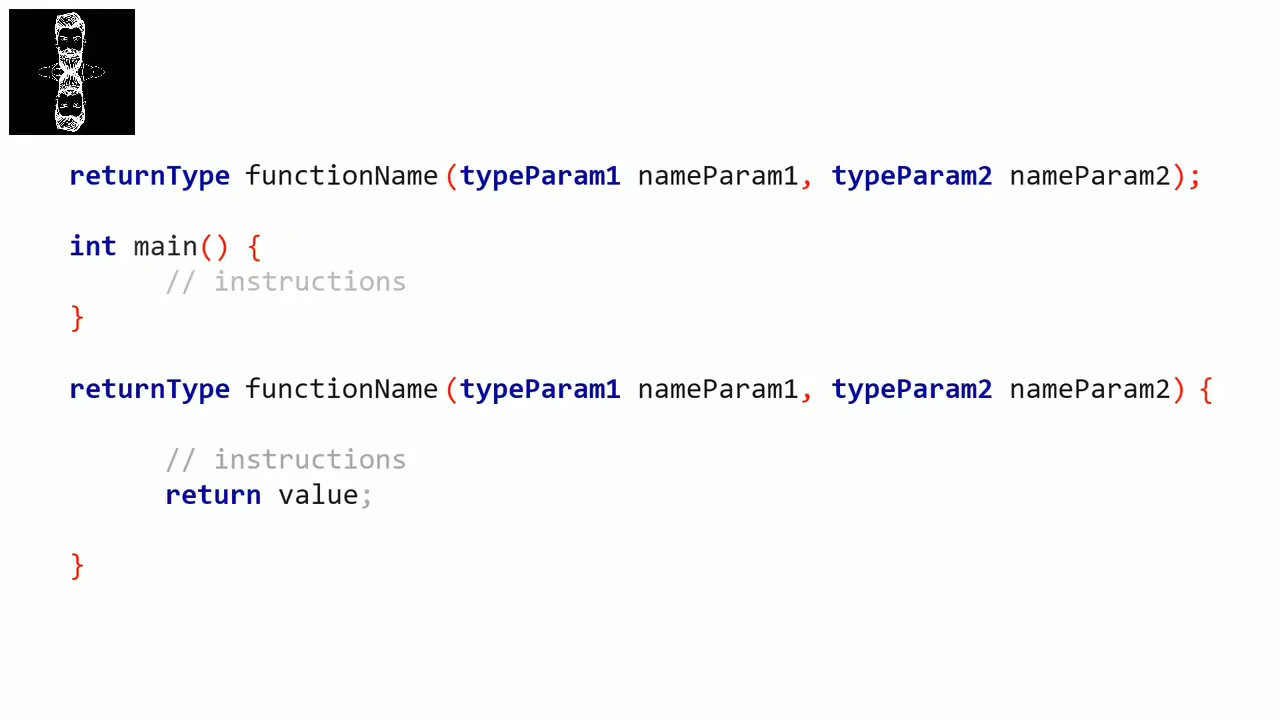 returnType functionName(typeParam1 nameParam1, typeParam2 nameParam2);
int main() {
// instructions
}
returnType functionName(typeParam1 nameParam1, typeParam2 nameParam2) {
// instructions
return value;
}